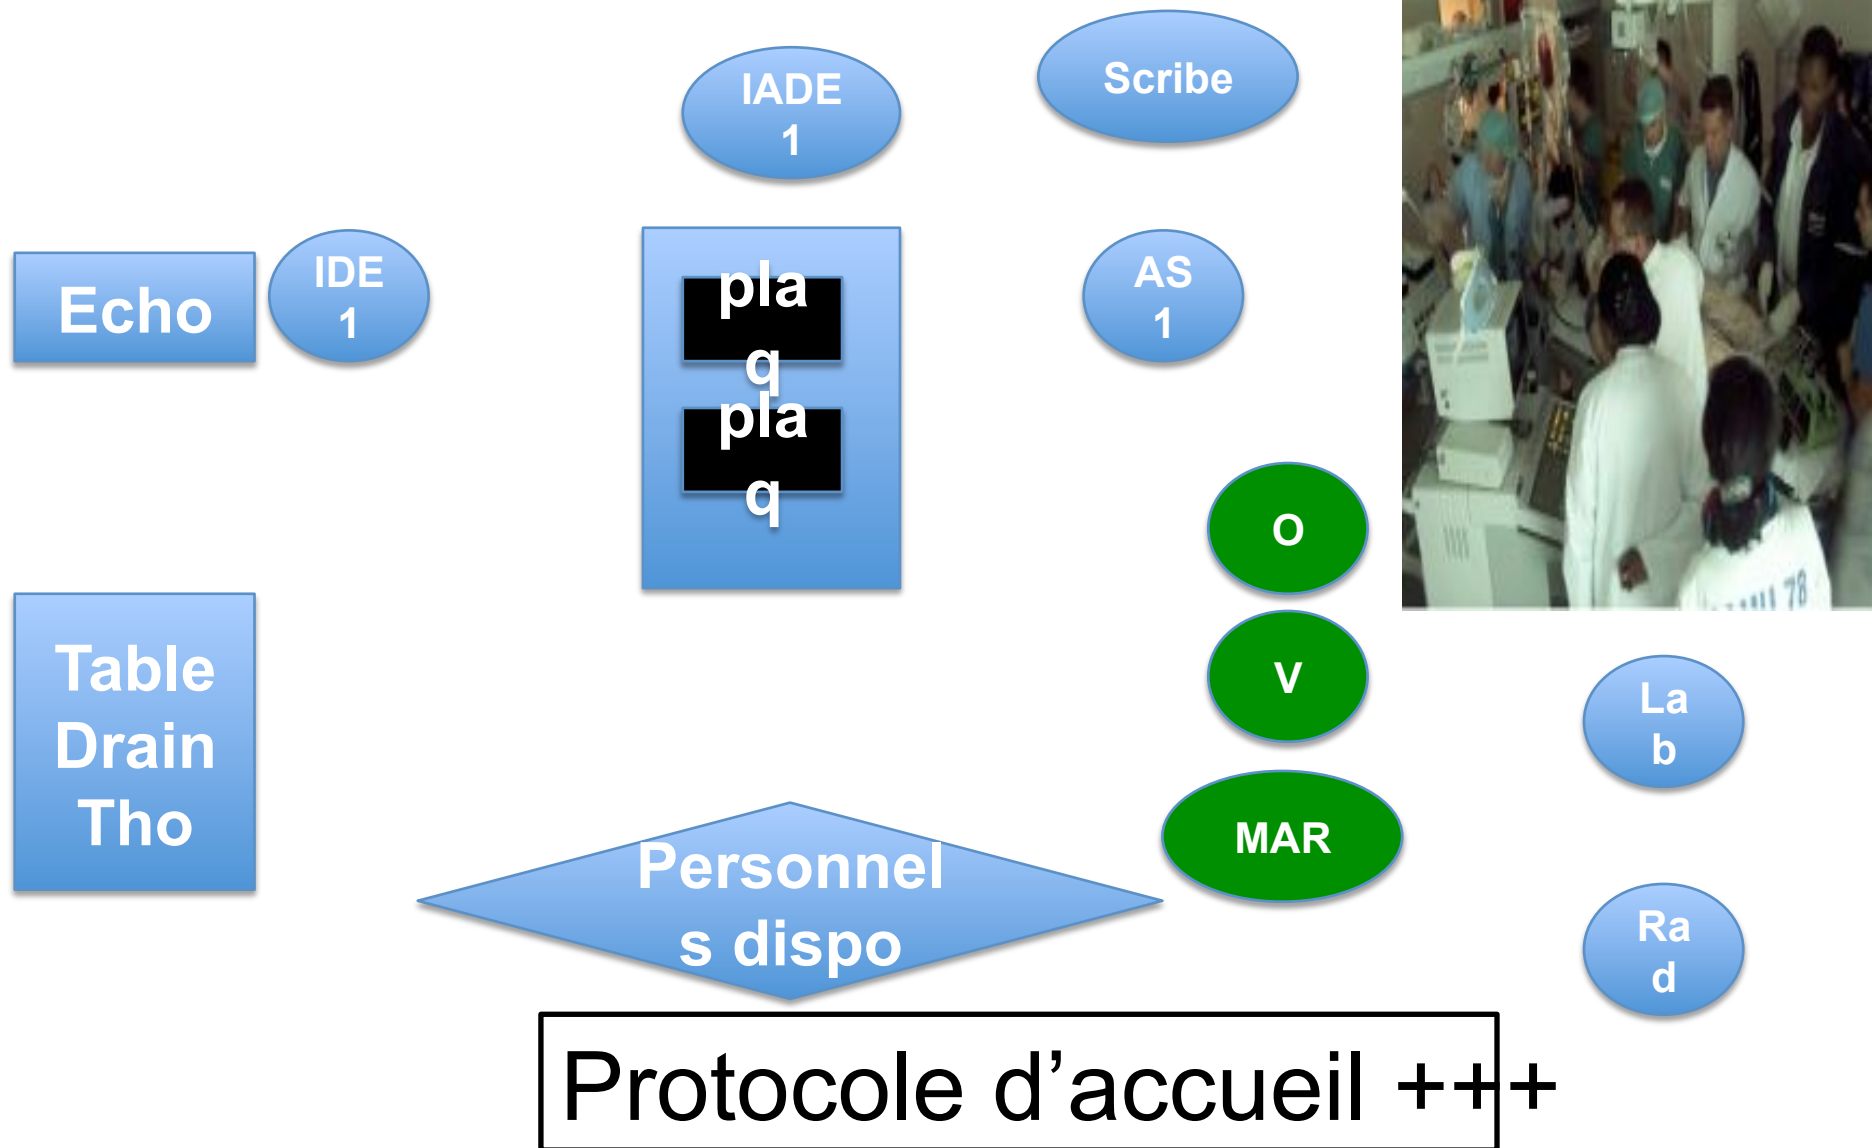 IADE
1
Scribe
Echo
IDE
1
pla
q
pla
q
AS
1
O
V
MAR
Table
Drain
Tho
Personnel
s dispo
La
b
Ra
d
78
Protocole d’accueil +++